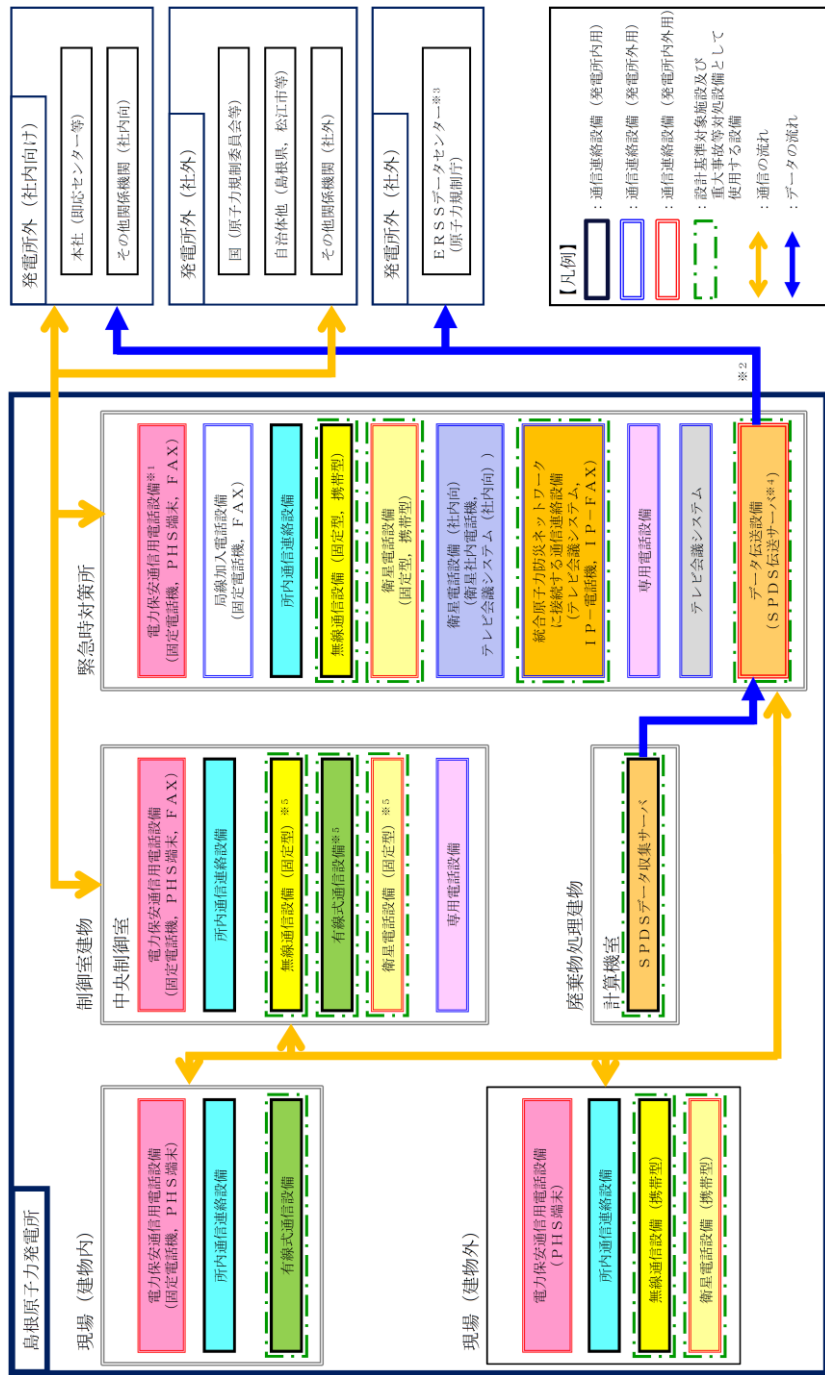 島根原子力発電所
現場（建物内）
電力保安通信用電話設備
(固定電話機，PHS端末)
所内通信連絡設備
有線式通信設備
現場（建物外）
電力保安通信用電話設備
(PHS端末)
所内通信連絡設備
無線通信設備（携帯型）
衛星電話設備（携帯型）
制御室建物
中央制御室
電力保安通信用電話設備
(固定電話機，PHS端末，FAX)
所内通信連絡設備
無線通信設備（固定型）※5
有線式通信設備※5
衛星電話設備（固定型）※5
専用電話設備
廃棄物処理建物
計算機室
SPDSデータ収集サーバ
緊急時対策所
電力保安通信用電話設備※1
(固定電話機，PHS端末，FAX)
局線加入電話設備
(固定電話機，FAX)
所内通信連絡設備
無線通信設備（固定型，携帯型）
衛星電話設備
(固定型，携帯型)
衛星電話設備（社内向）
(衛星社内電話機，
テレビ会議システム（社内向）)
統合原子力防災ネットワーク
に接続する通信連絡設備
(テレビ会議システム，
IP－電話機，IP－FAX)
専用電話設備
テレビ会議システム
データ伝送設備
(SPDS伝送サーバ※4)
※2
発電所外（社内向け）
本社（即応センター等）
その他関係機関（社内向）
発電所外（社外）
国（原子力規制委員会等）
自治体他（島根県，松江市等）
その他関係機関（社外）
発電所外（社外）
ERSSデータセンター※3
(原子力規制庁)
【凡例】
：通信連絡設備（発電所内用）
：通信連絡設備（発電所外用）
：通信連絡設備（発電所内外用）
：設計基準対象施設及び
重大事故等対処設備として
使用する設備
：通信の流れ
：データの流れ